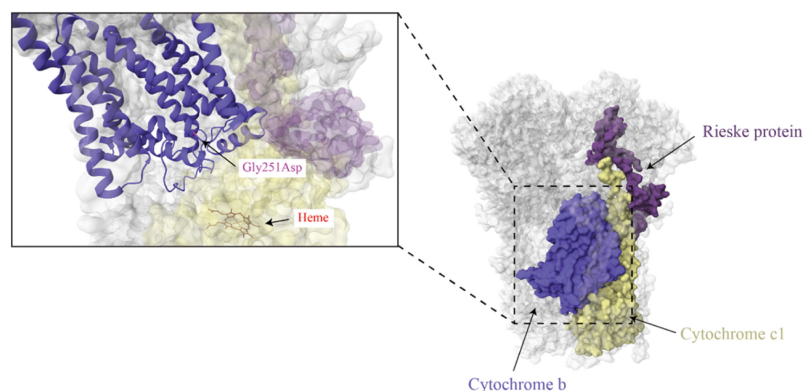 Gly251Asp
Heme
Rieske protein
Cytochrome c1
Cytochrome b